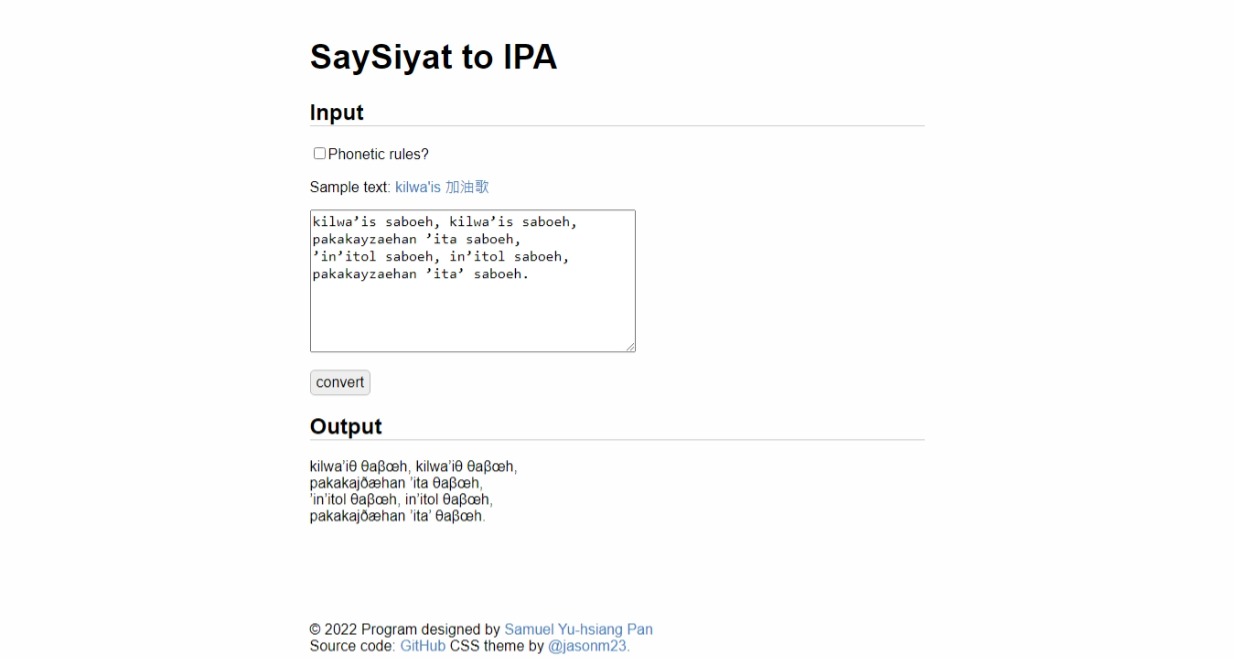 SaySiyat to IPA
Input
Phonetic rules?
Sample text: kilwa'is 加油歌
kilwa’is saboeh, kilwa’is saboeh,
pakakayzaehan ’ita saboeh,
’in’itol saboeh, in’itol saboeh,
pakakayzaehan ’ita’ saboeh.
convert
Output
kilwa’iθ θaβœh, kilwa’iθ θaβœh,
pakakajðæhan ’ita θaβœh,
’in’itol θaβœh, in’itol θaβœh,
pakakajðæhan ’ita’ θaβœh.
© 2022 Program designed by Samuel Yu-hsiang Pan
Source code: GitHub CSS theme by @jasonm23.